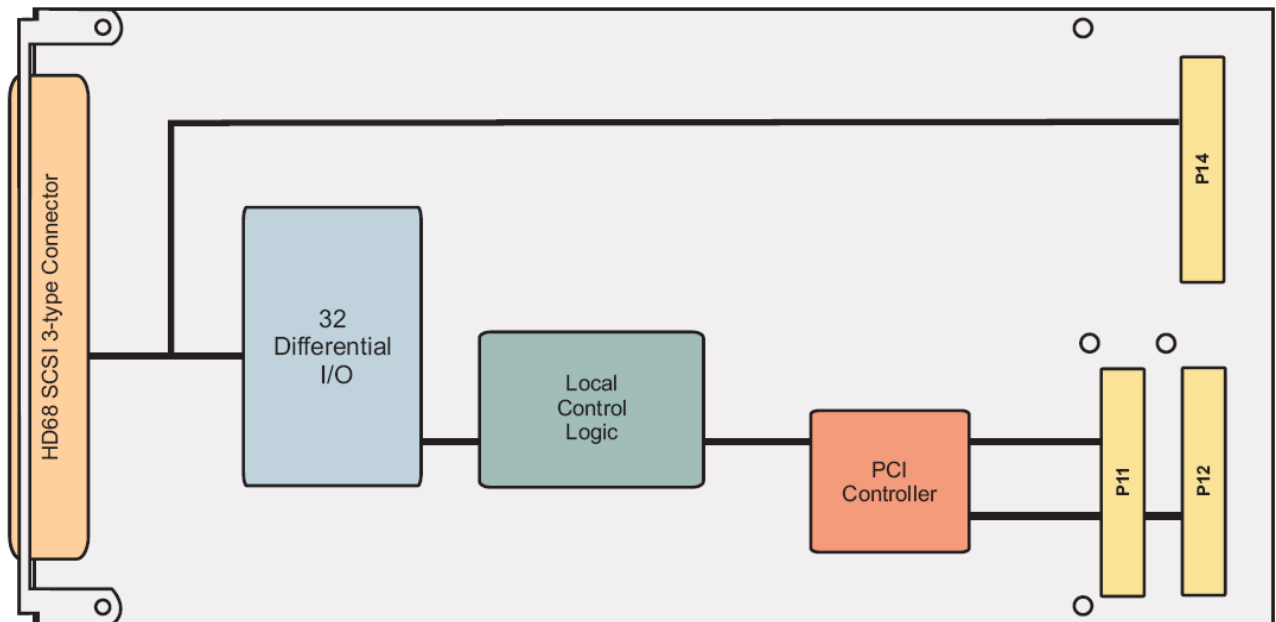 HD68 SCSI 3-type Connector
32
Differential
I/O
Local
Control
Logic
PCI
Controller
P14
P11
P12